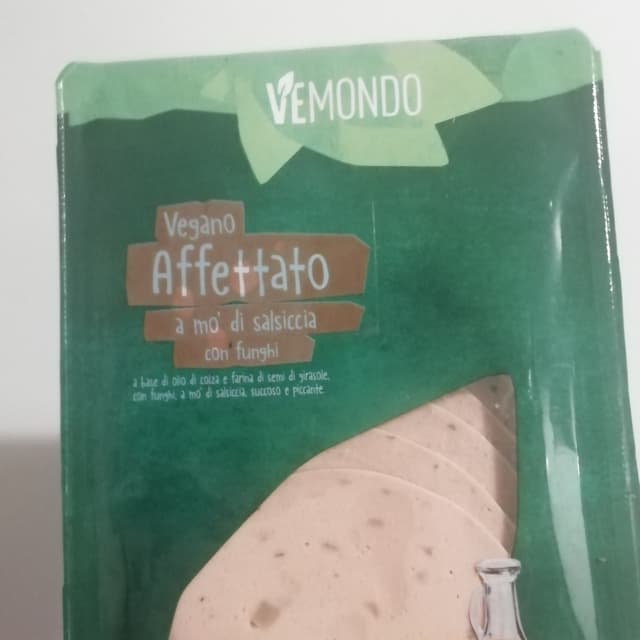 VEMONDO
Vegano
Affettato
a mo' di salsiccia
con funghi
a base di olio di colza e farina di semi di girasole,
con funghi, a mo' di salsiccia, succoso e piccante.